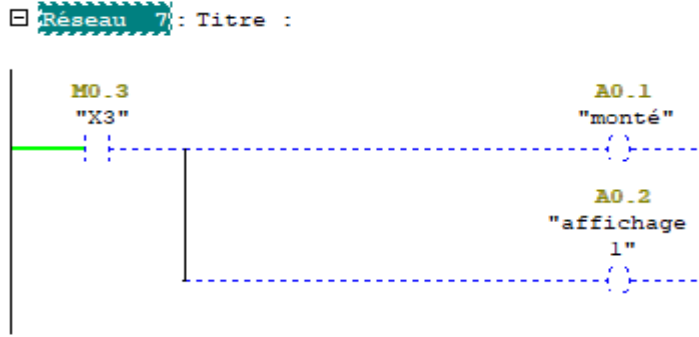 Réseau 7 : Titre :
M0.3
"X3"
A0.1
"monté"
A0.2
"affichage
1"